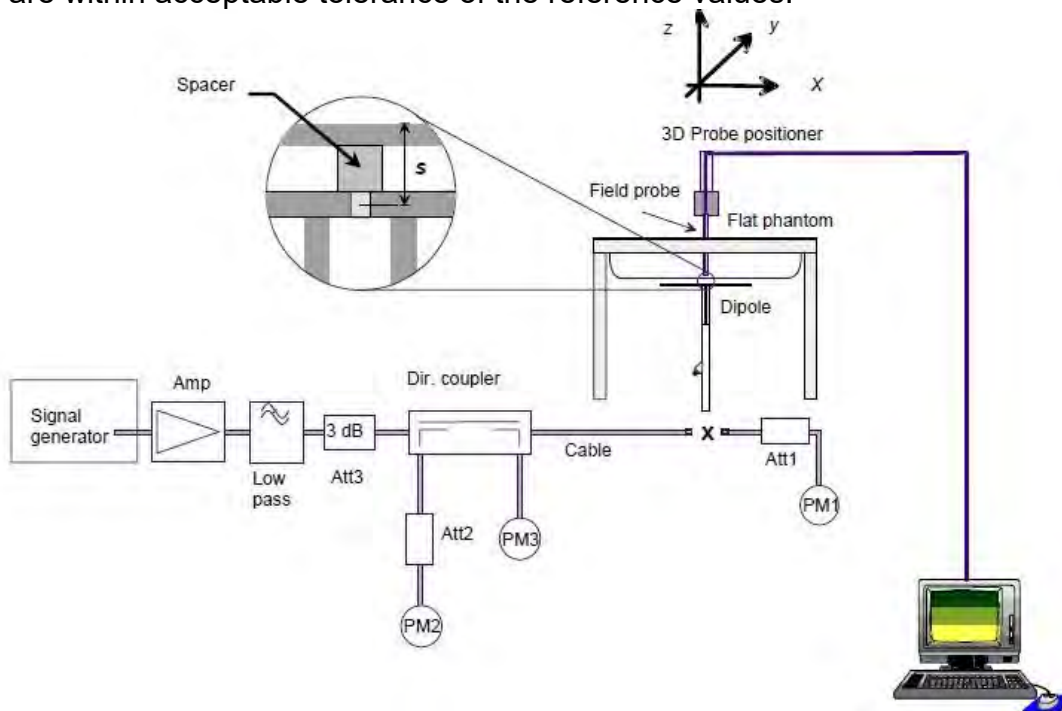 are within acceptable tolerance of the reference values.
z
y
x
Spacer
s
3D Probe positioner
Field probe
Flat phantom
Dipole
Signal
generator
Amp
Low
pass
3 dB
Att3
Dir. coupler
Cable
x
Att1
PM1
Att2
PM3
PM2